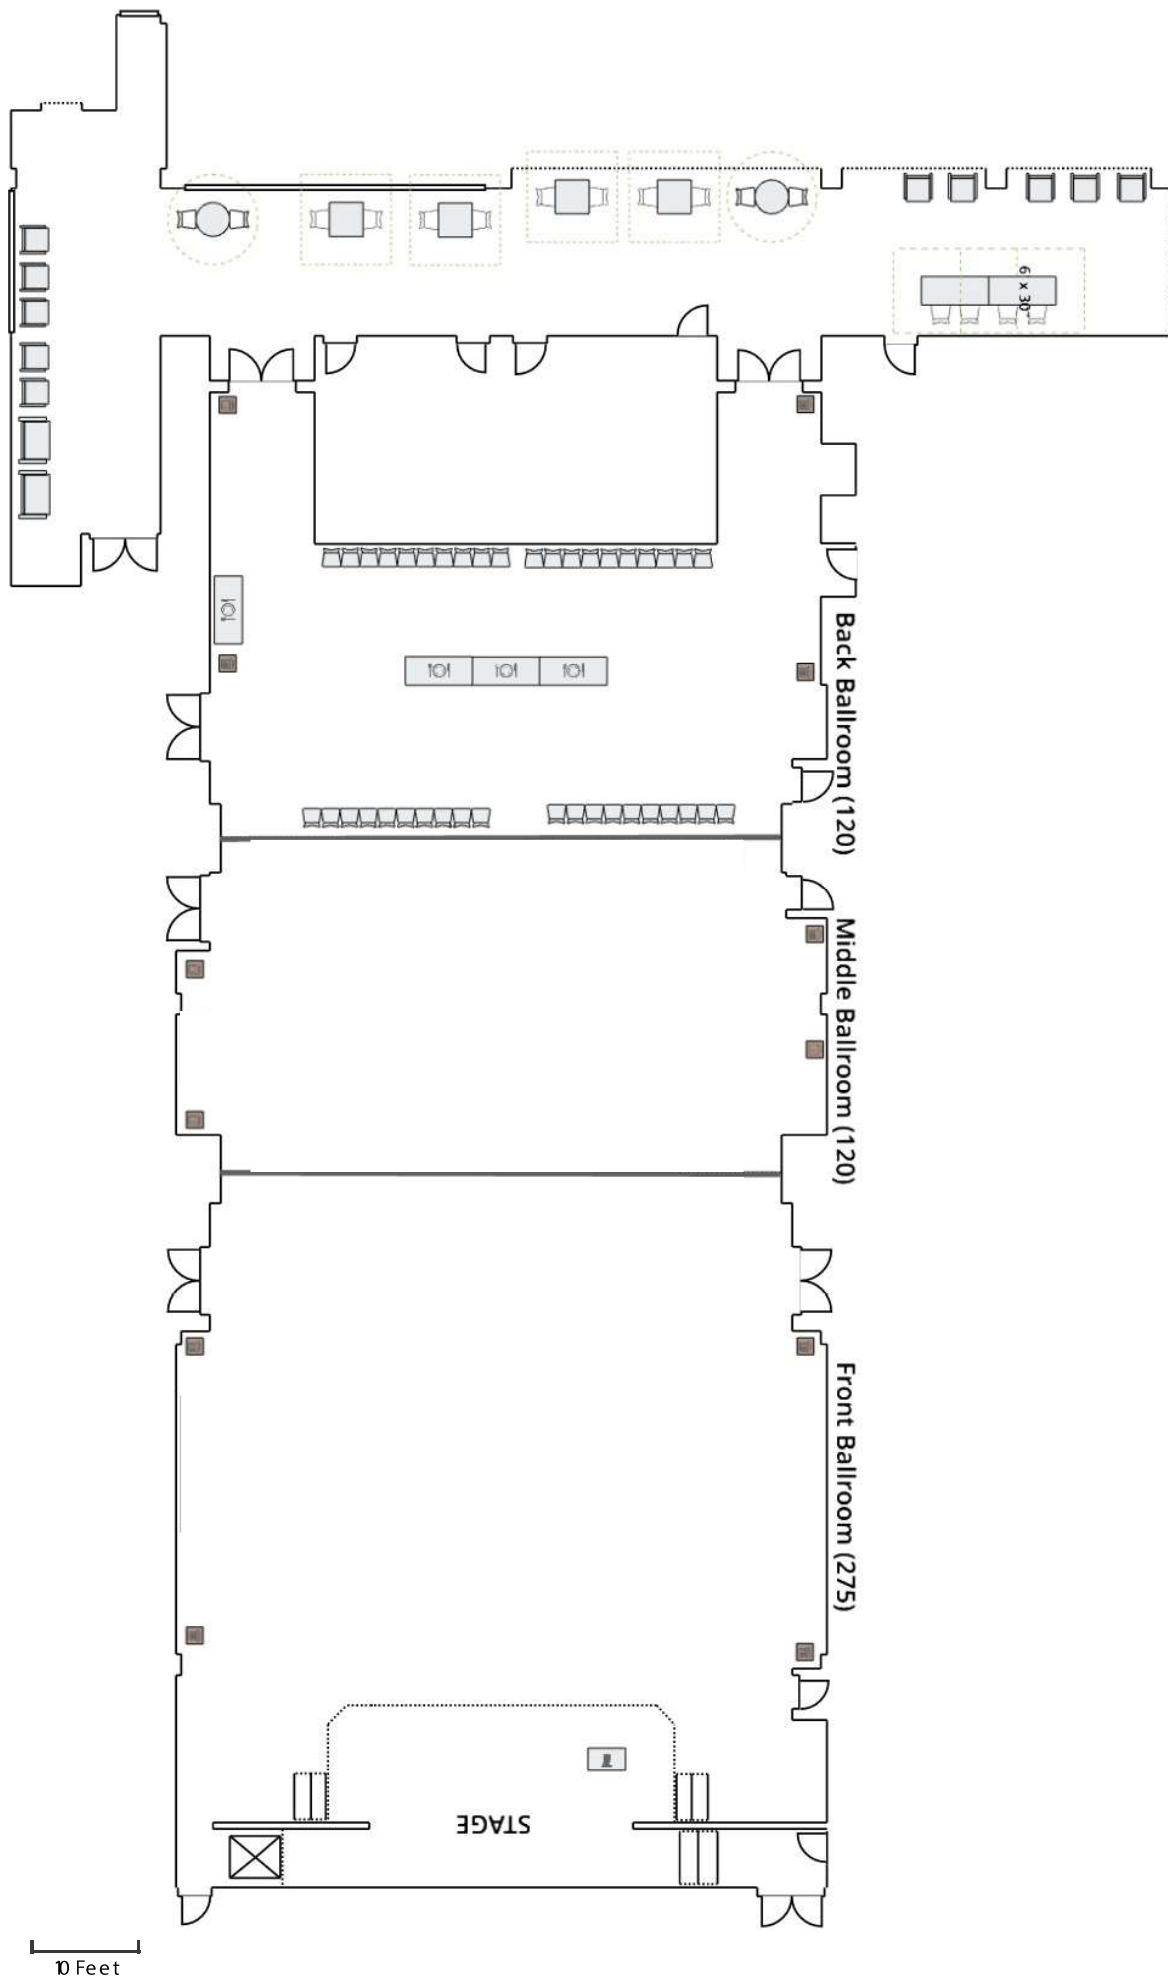 6 x 30"
Back Ballroom (120)
Middle Ballroom (120)
Front Ballroom (275)
STAGE
10 Feet